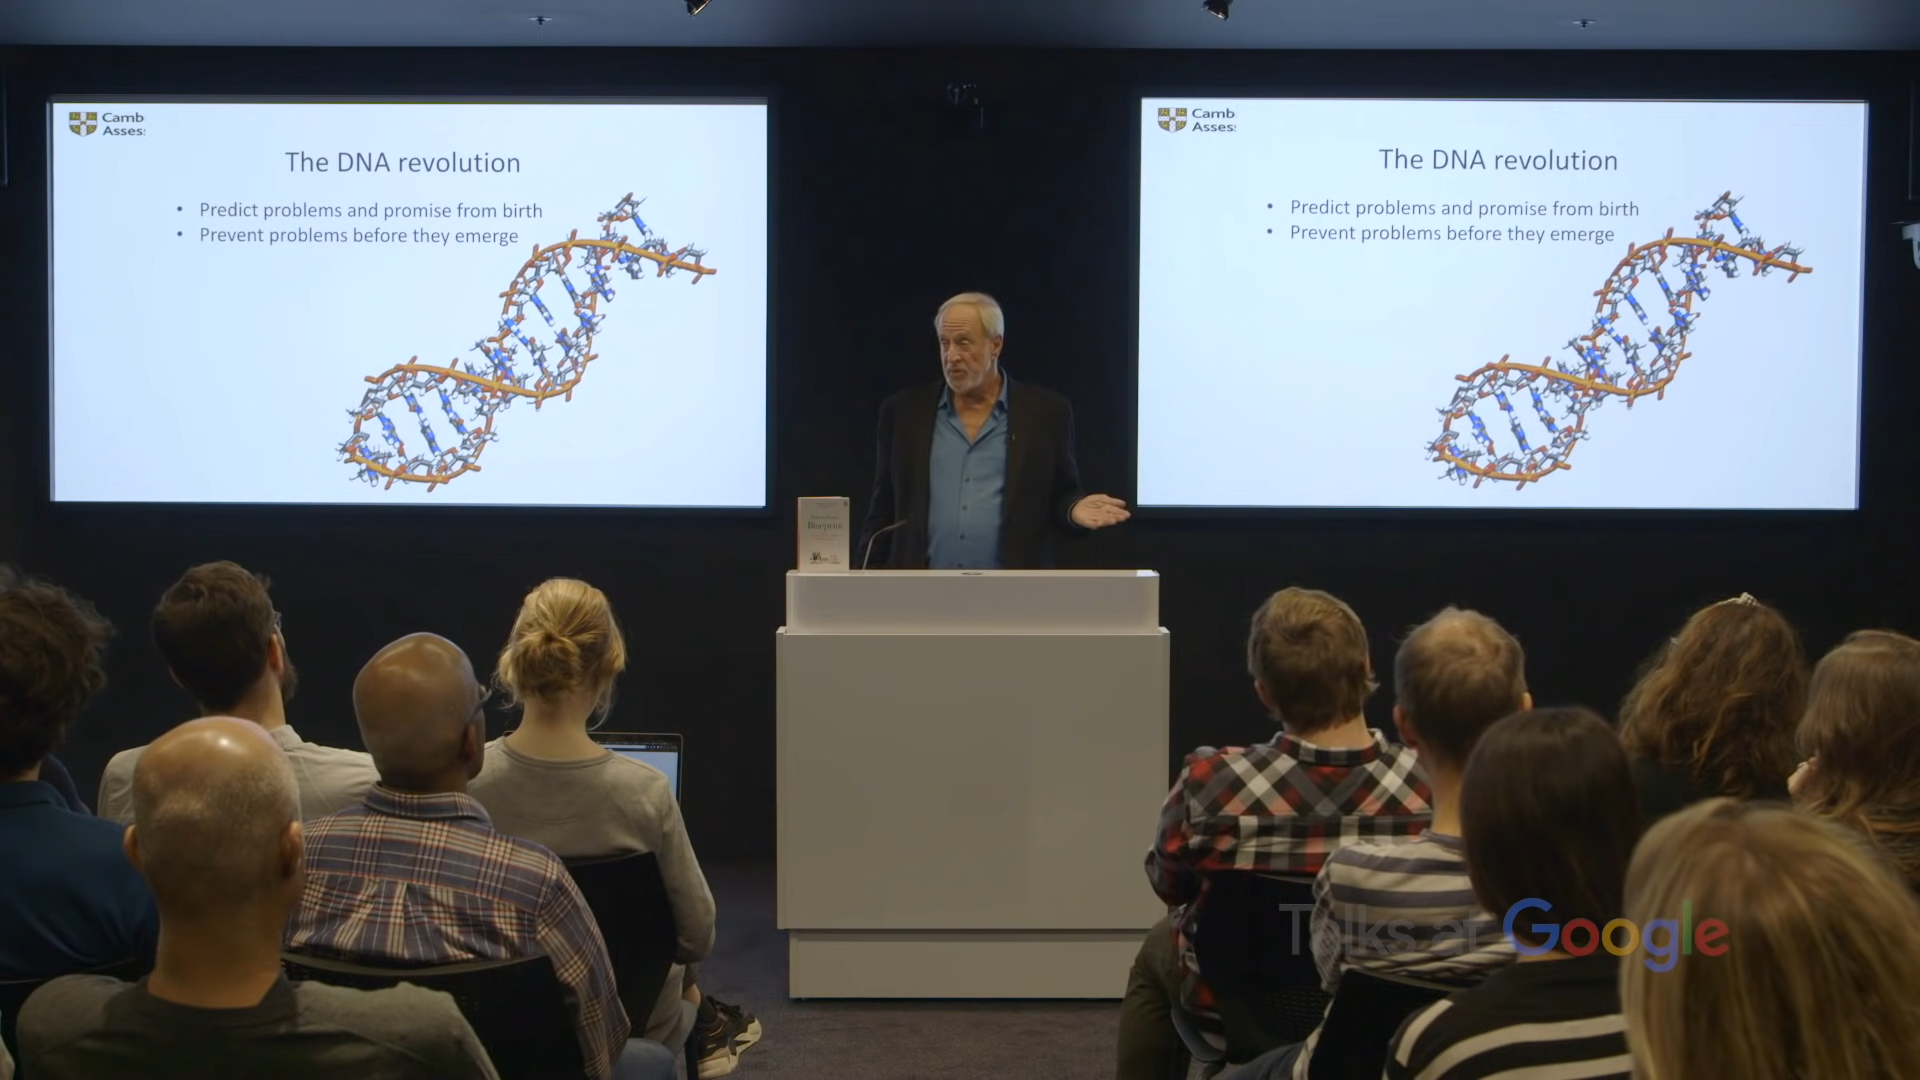 Camb
Asses
The DNA revolution
• Predict problems and promise from birth
• Prevent problems before they emerge
Camb
Asses
The DNA revolution
• Predict problems and promise from birth
• Prevent problems before they emerge
Blueprint
Talks at Google